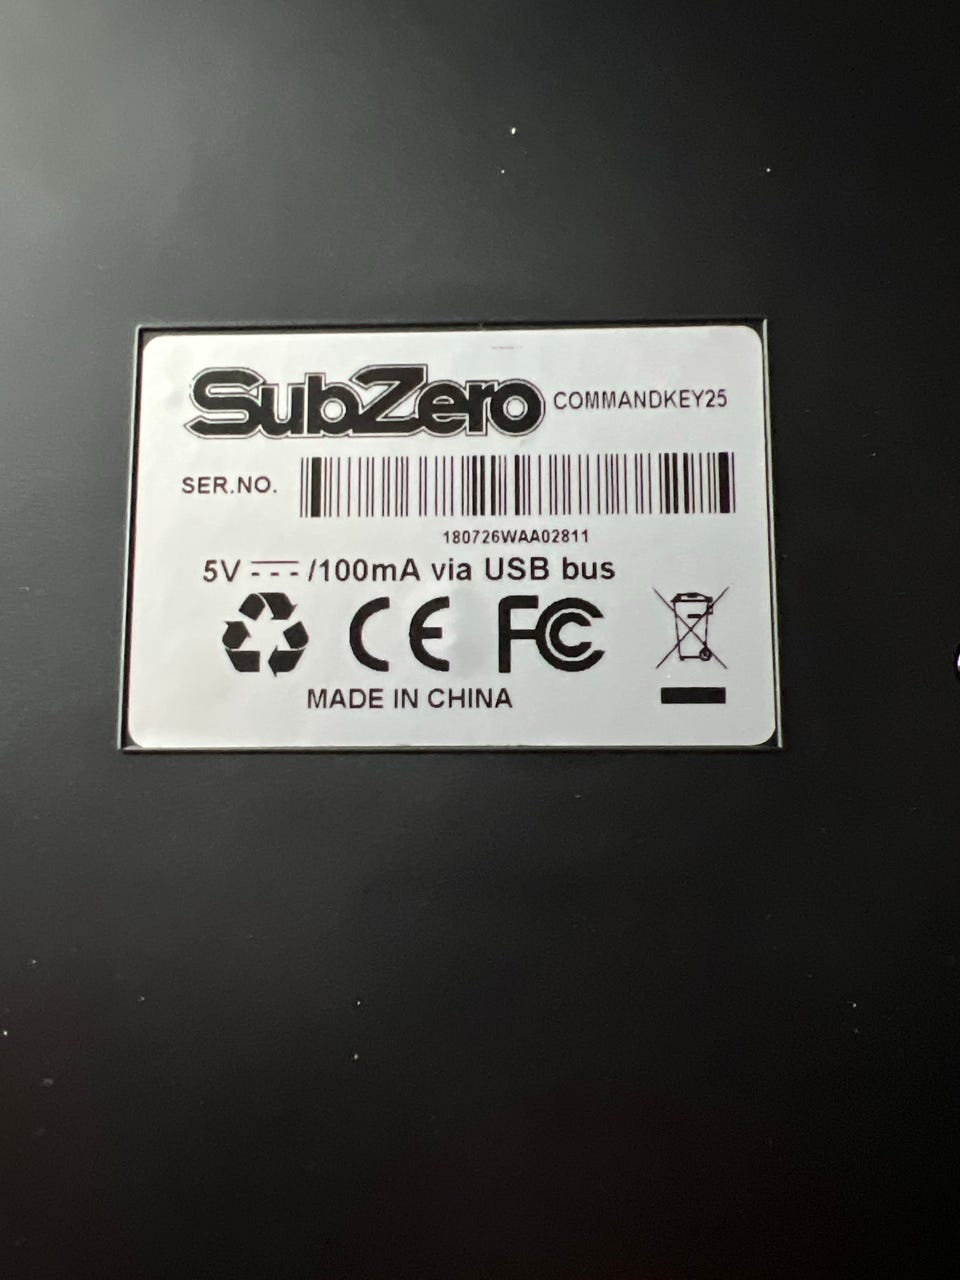 SubZero COMMANDKEY25
SER.NO.
180726WAA02811
5V ⎓ /100mA via USB bus
CE FC
MADE IN CHINA